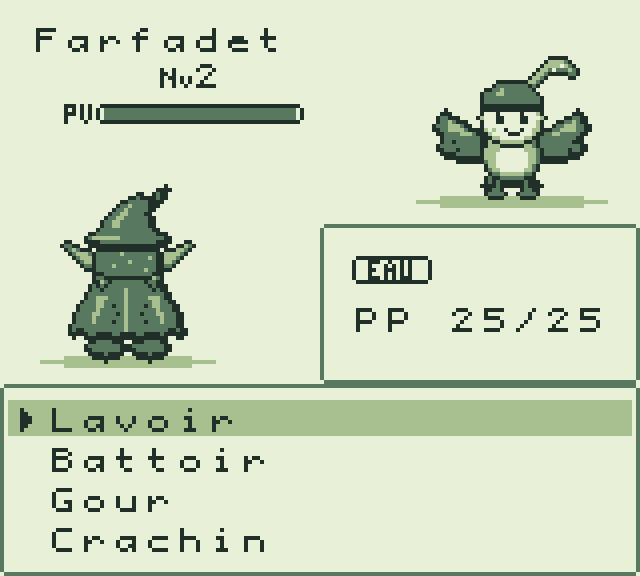 Farfadet
Nv2
PV
EAU
PP 25/25
Lavoir
Battoir
Gour
Crachin